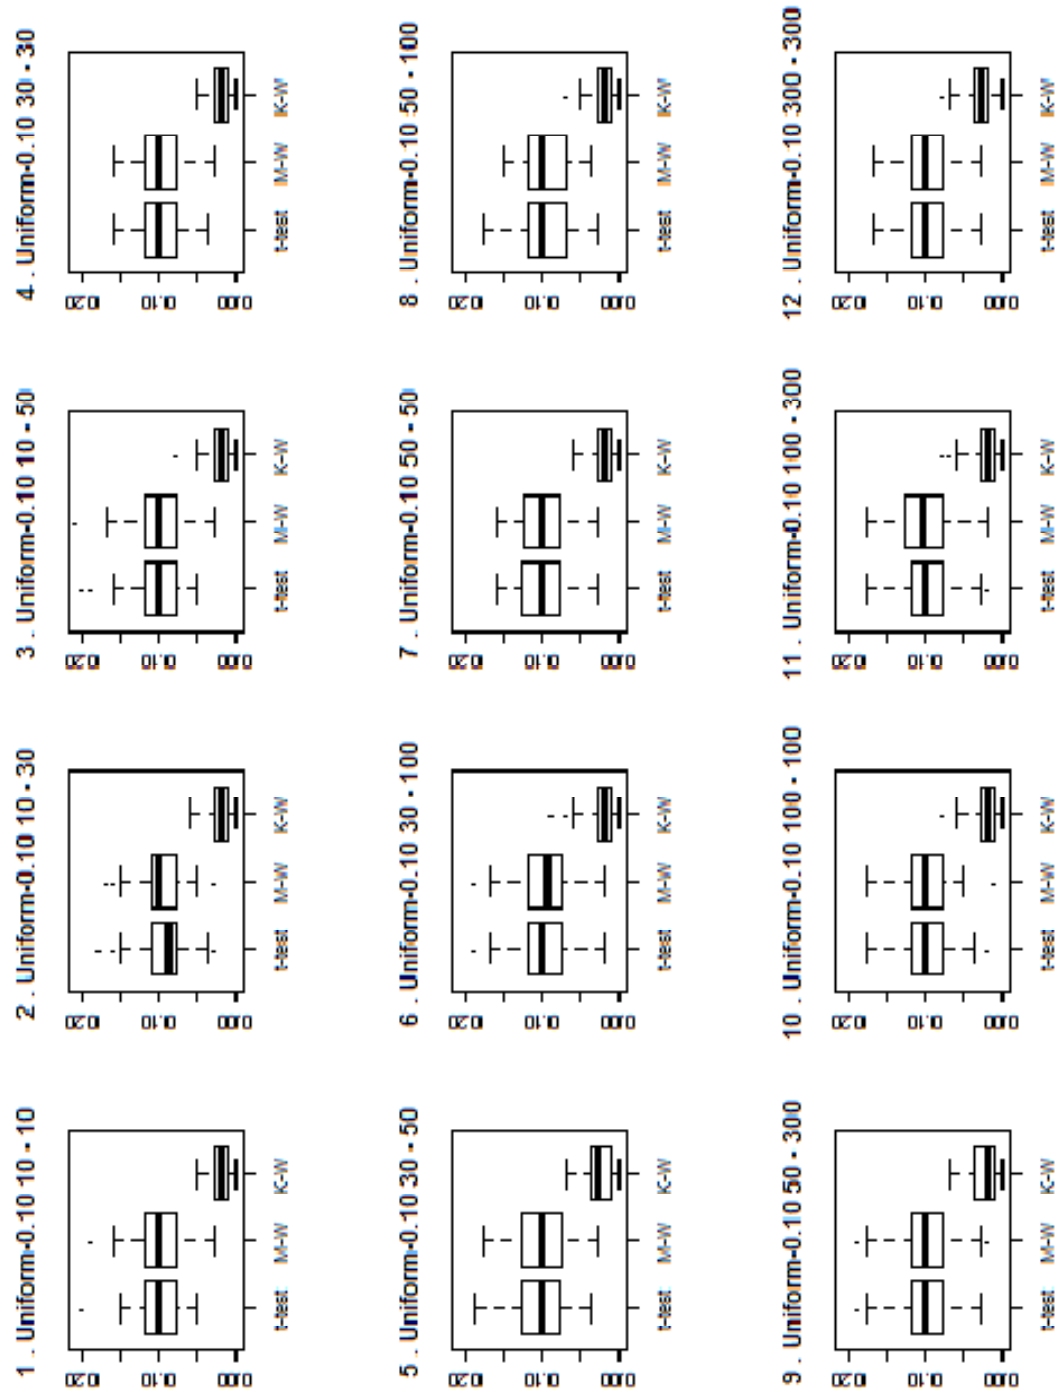 1 . Uniform-0.10 10 - 10
0.20
0.10
0.00
t-test M-W K-W
2 . Uniform-0.10 10 - 30
0.20
0.10
0.00
t-test M-W K-W
3 . Uniform-0.10 10 - 50
0.20
0.10
0.00
t-test M-W K-W
4 . Uniform-0.10 30 - 30
0.20
0.10
0.00
t-test M-W K-W
5 . Uniform-0.10 30 - 50
0.20
0.10
0.00
t-test M-W K-W
6 . Uniform-0.10 30 - 100
0.20
0.10
0.00
t-test M-W K-W
7 . Uniform-0.10 50 - 50
0.20
0.10
0.00
t-test M-W K-W
8 . Uniform-0.10 50 - 100
0.20
0.10
0.00
t-test M-W K-W
9 . Uniform-0.10 50 - 300
0.20
0.10
0.00
t-test M-W K-W
10 . Uniform-0.10 100 - 100
0.20
0.10
0.00
t-test M-W K-W
11 . Uniform-0.10 100 - 300
0.20
0.10
0.00
t-test M-W K-W
12 . Uniform-0.10 300 - 300
0.20
0.10
0.00
t-test M-W K-W